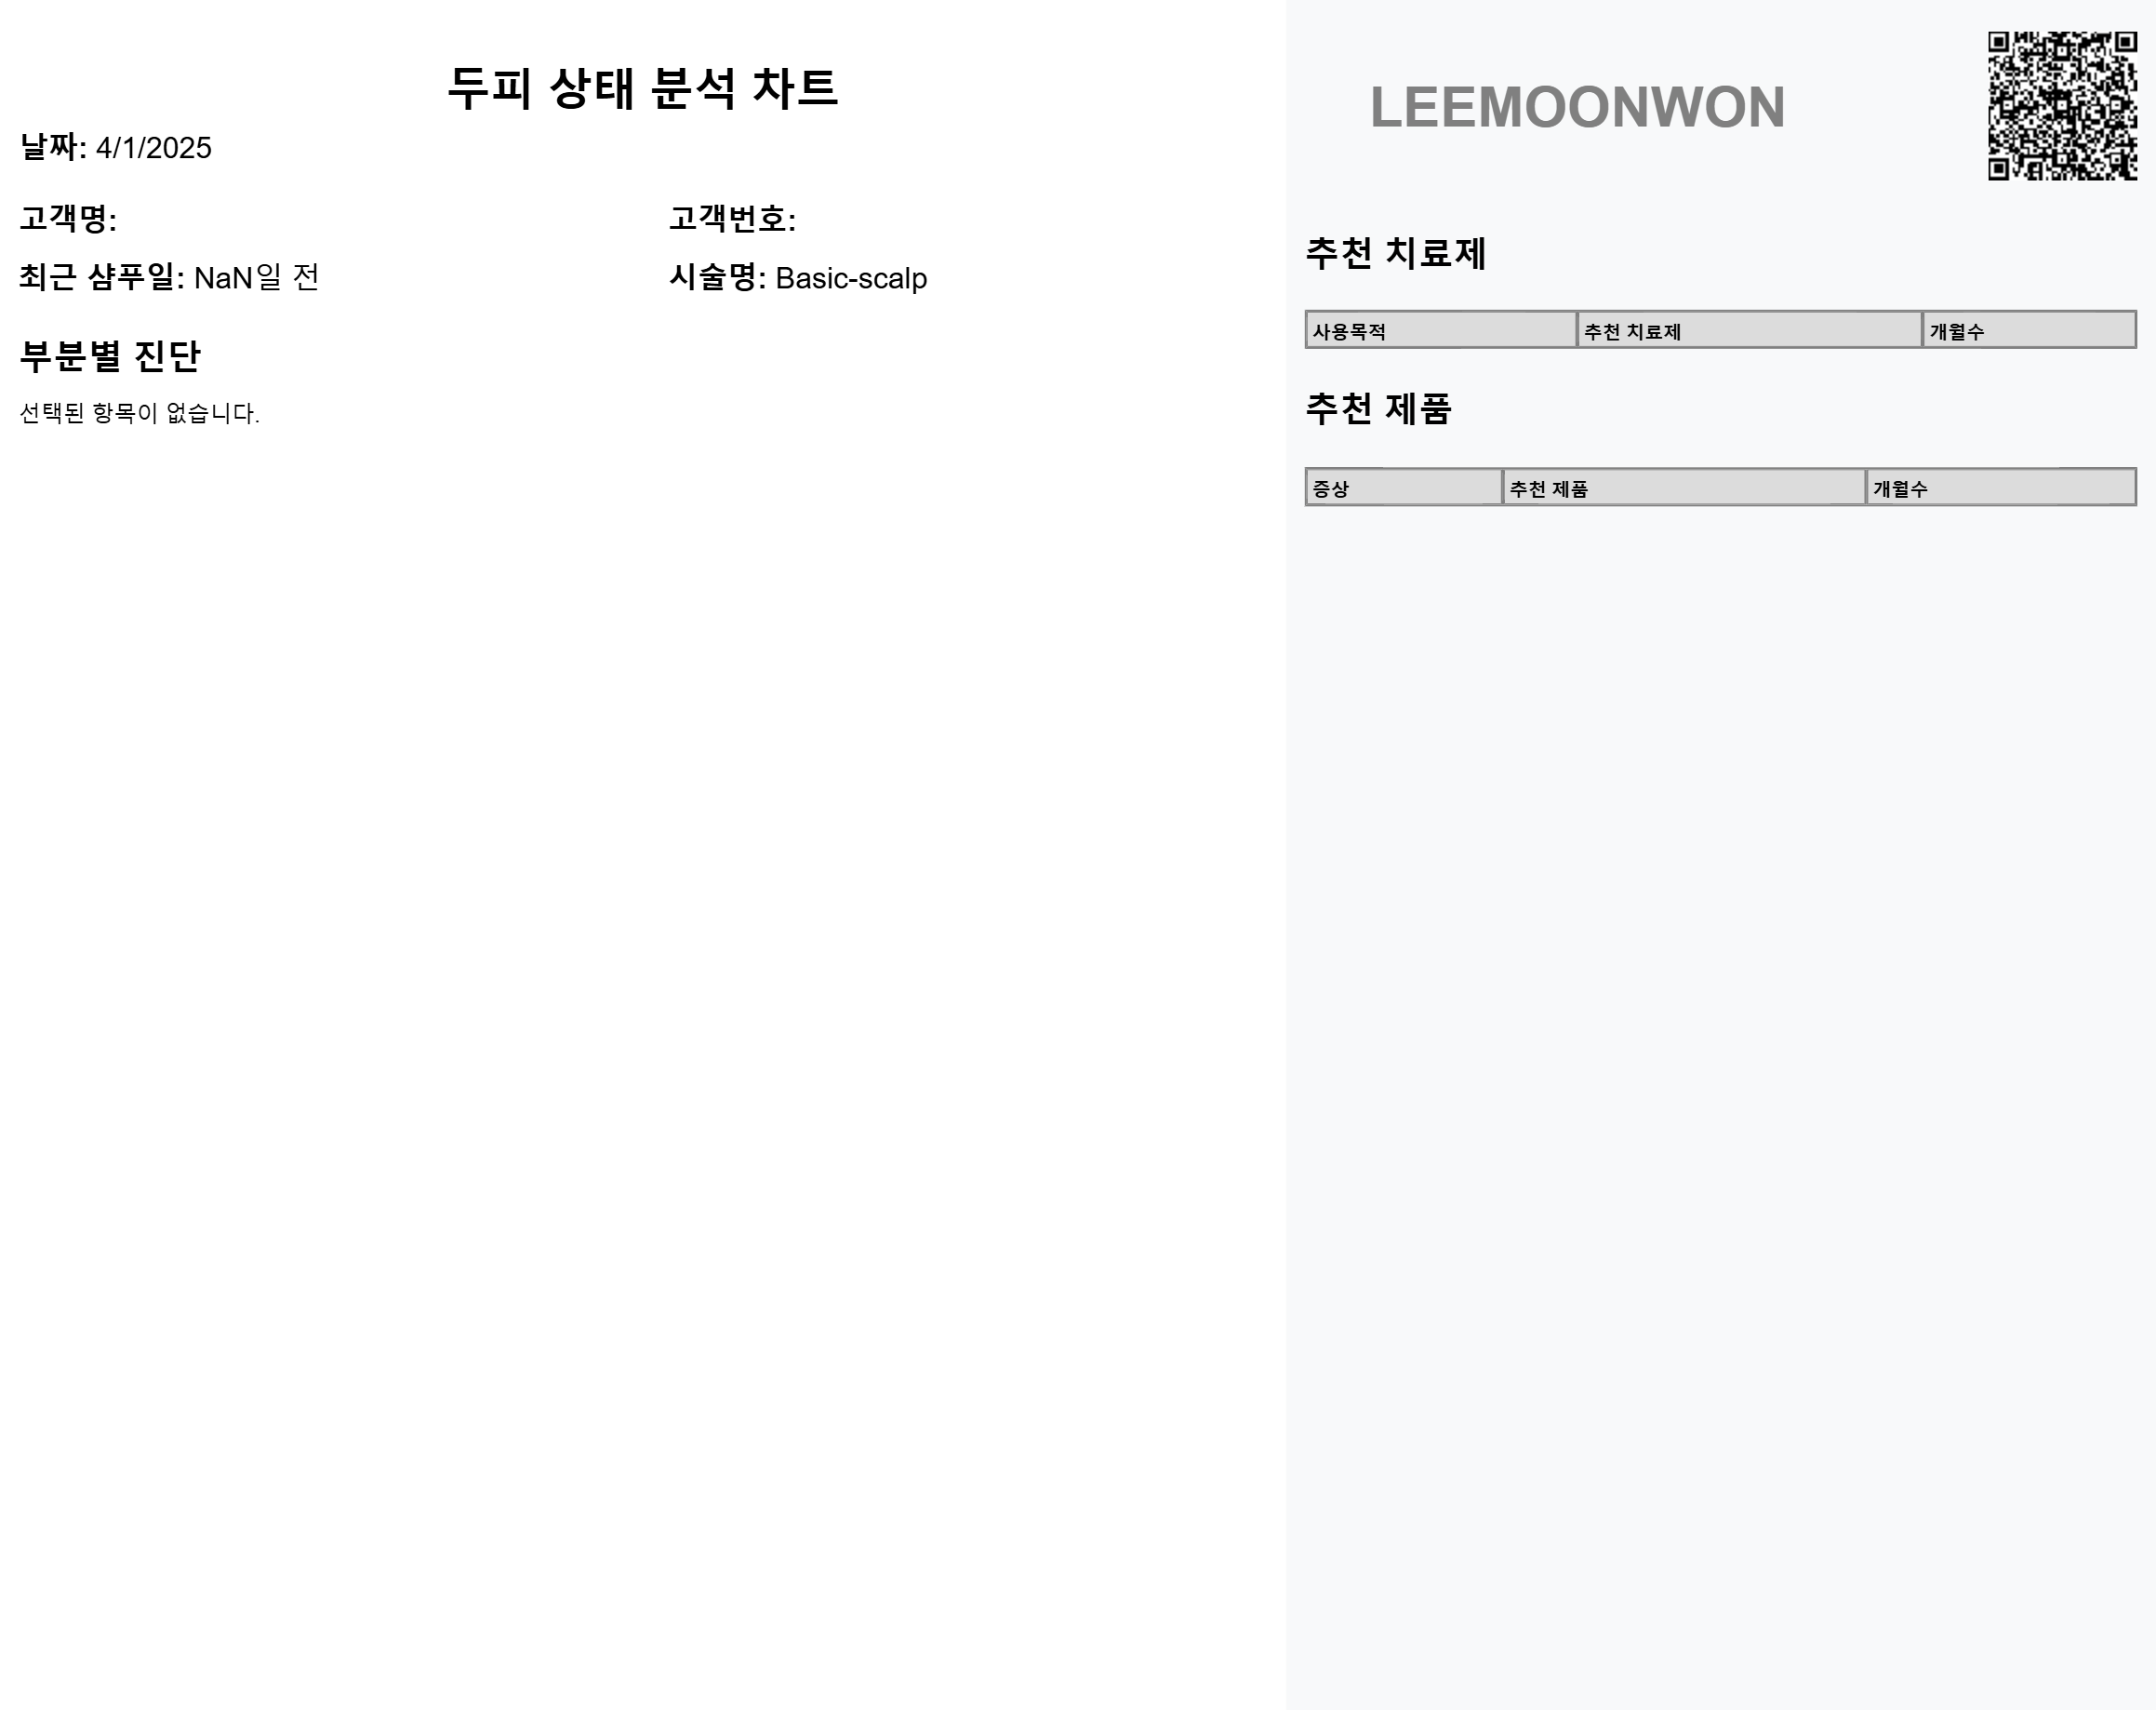 두피 상태 분석 차트
날짜: 4/1/2025
고객명:
고객번호:
최근 샴푸일: NaN일 전
시술명: Basic-scalp
부분별 진단
선택된 항목이 없습니다.
LEEMOONWON
추천 치료제
사용목적 추천 치료제 개월수
추천 제품
증상 추천 제품 개월수